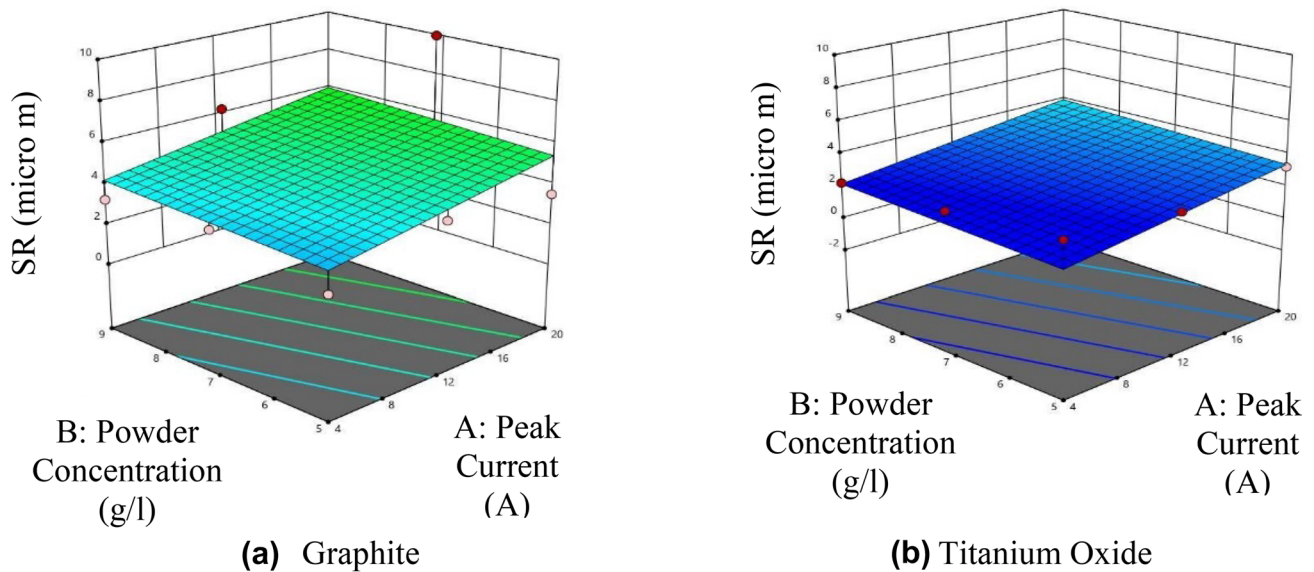 10
8
6
4
2
0
SR (micro m)
9
8
7
6
5
4
8
12
16
20
B: Powder
Concentration
(g/l)
A: Peak
Current
(A)
(a) Graphite
10
8
6
4
2
0
-2
SR (micro m)
9
8
7
6
5
4
8
12
16
20
B: Powder
Concentration
(g/l)
A: Peak
Current
(A)
(b) Titanium Oxide